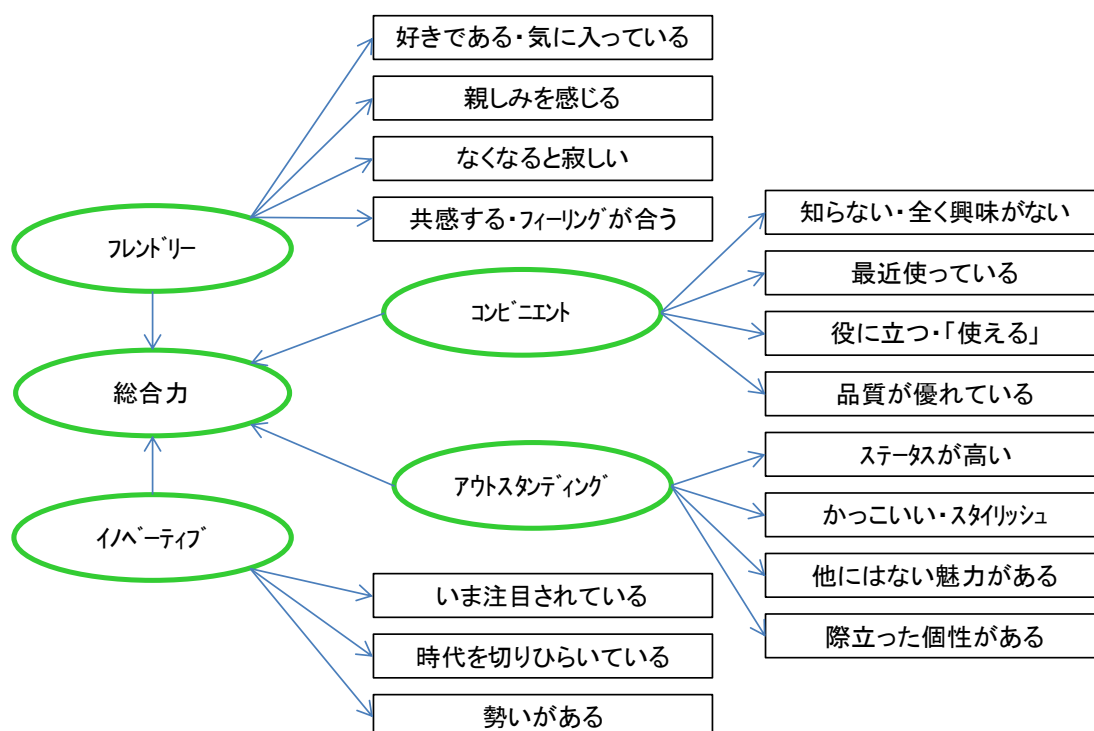 好きである・気に入っている
親しみを感じる
なくなると寂しい
共感する・フィーリングが合う
フレンドリー
知らない・全く興味がない
最近使っている
役に立つ・「使える」
品質が優れている
コンビニエント
総合力
アウトスタンディング
ステータスが高い
かっこいい・スタイリッシュ
他にはない魅力がある
際立った個性がある
イノベーティブ
いま注目されている
時代を切りひらいている
勢いがある